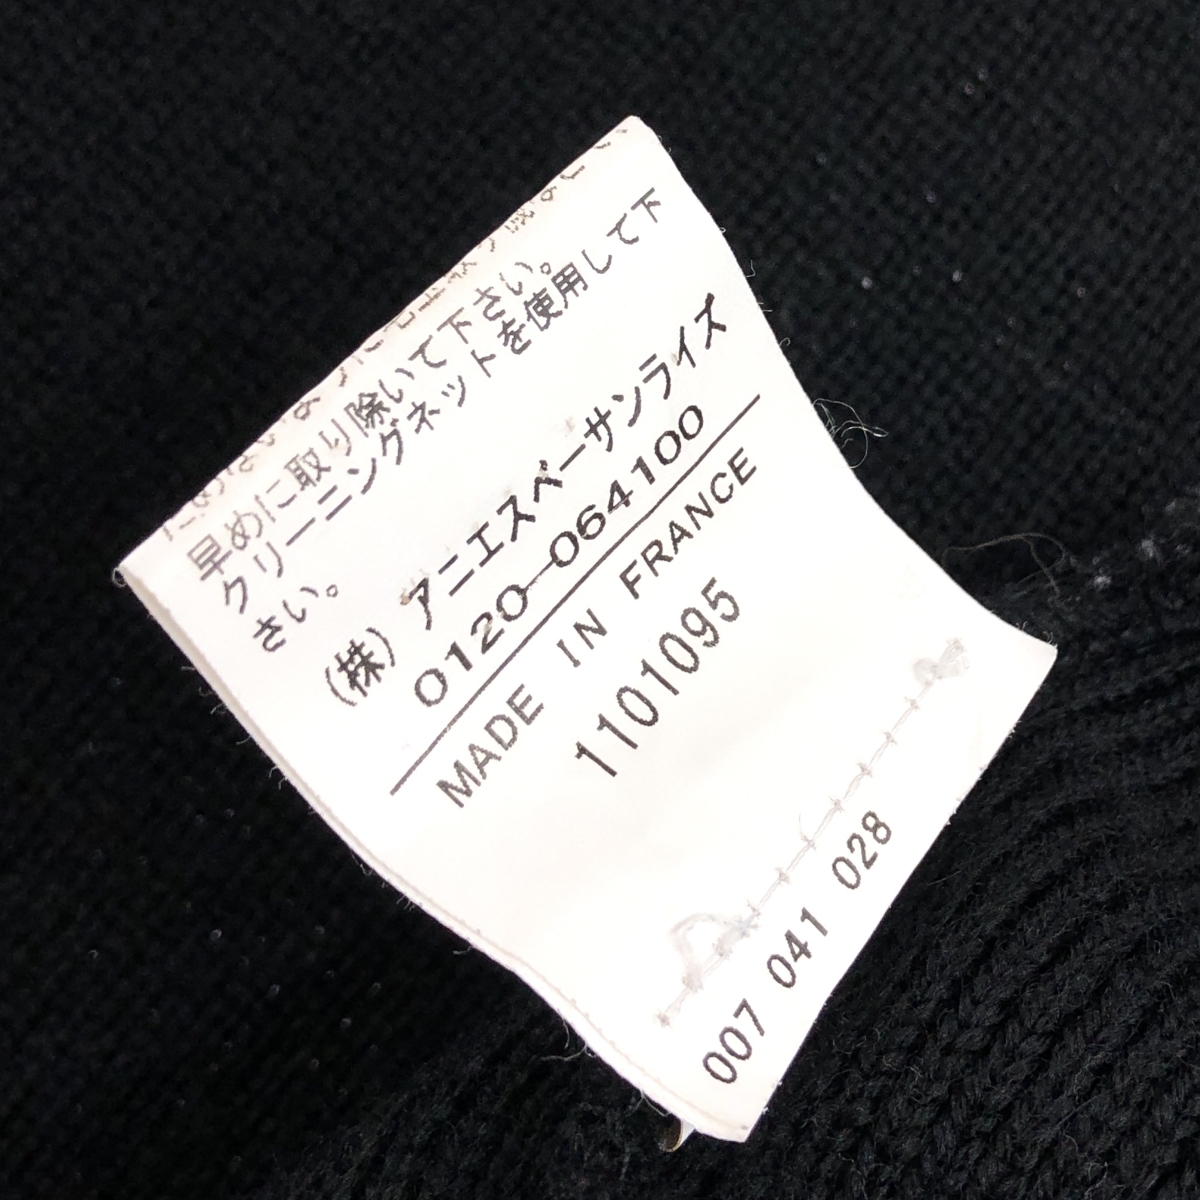 早めに取り除いて下さい。
クリーニングネットを使用して下
さい。
(株) アニエスベーサンライズ
0120-064100
MADE IN FRANCE
1101095
007 041 028